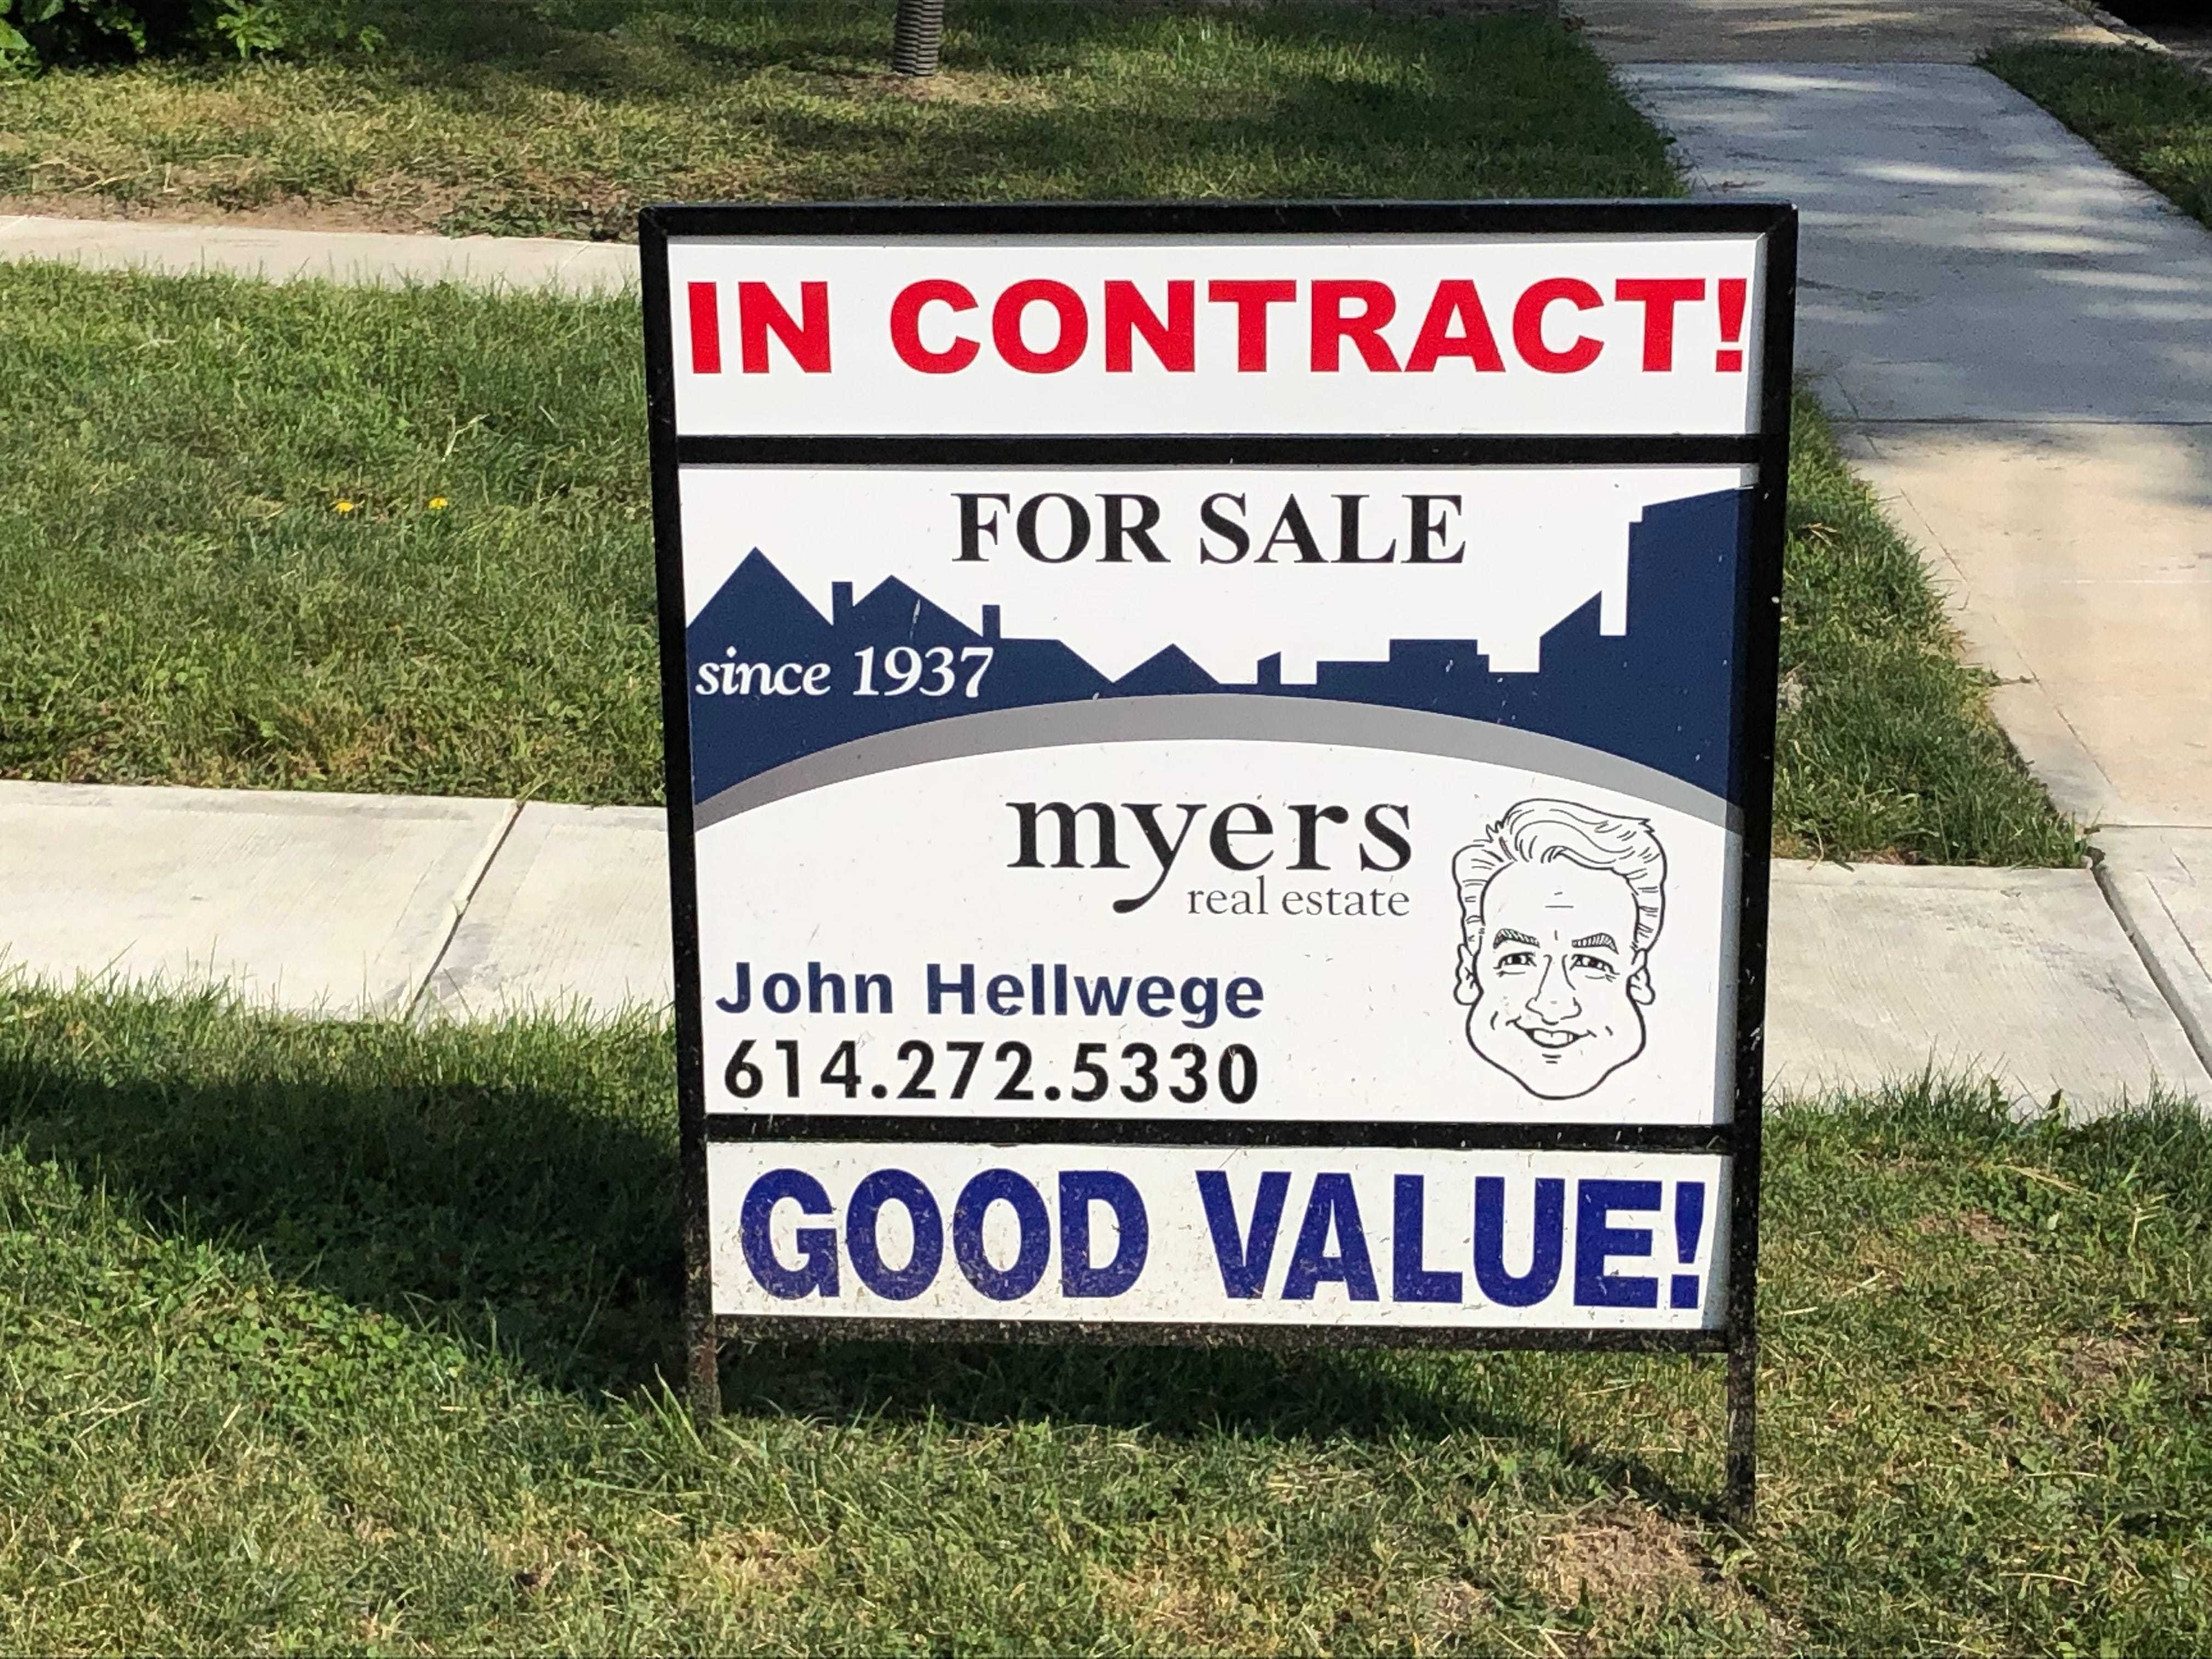 IN CONTRACT!
FOR SALE
since 1937
myers
real estate
John Hellwege
614.272.5330
GOOD VALUE!